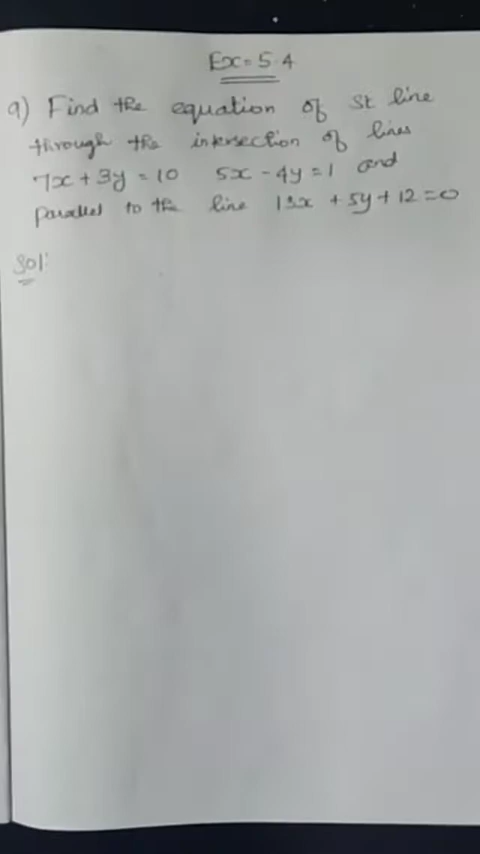 Ex = 5.4
9) Find the equation of st line
through the intersection of lines
7x + 3y = 10 5x - 4y = 1 and
parallel to the line 13x + 5y + 12 = 0
Sol: